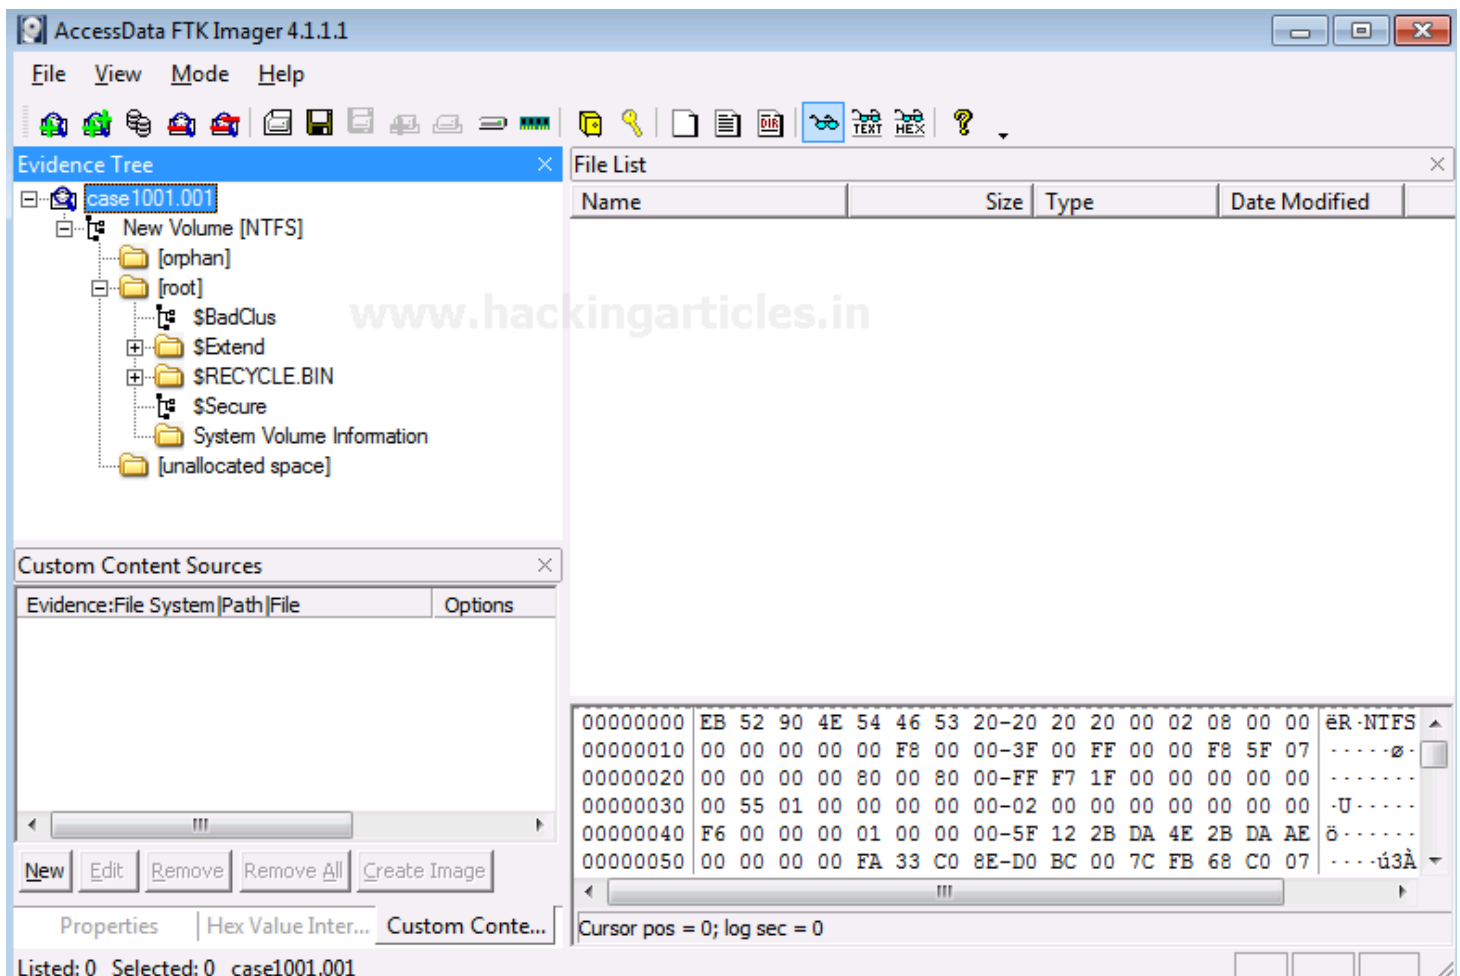 AccessData FTK Imager 4.1.1.1
File View Mode Help
TEXT HEX
DIR
Evidence Tree
case1001.001
New Volume [NTFS]
[orphan]
[root]
$BadClus
$Extend
$RECYCLE.BIN
$Secure
System Volume Information
[unallocated space]
www.hackingarticles.in
File List
Name Size Type Date Modified
Custom Content Sources
Evidence:File System|Path|File Options
New Edit Remove Remove All Create Image
Properties Hex Value Inter... Custom Conte...
00000000 EB 52 90 4E 54 46 53 20-20 20 20 00 02 08 00 00 ëR·NTFS
00000010 00 00 00 00 00 F8 00 00-3F 00 FF 00 00 F8 5F 07 ·····ø·
00000020 00 00 00 00 80 00 80 00-FF F7 1F 00 00 00 00 00 ·······
00000030 00 55 01 00 00 00 00 00-02 00 00 00 00 00 00 00 ·U·····
00000040 F6 00 00 00 01 00 00 00-5F 12 2B DA 4E 2B DA AE ö······
00000050 00 00 00 00 FA 33 C0 8E-D0 BC 00 7C FB 68 C0 07 ····ú3À
Cursor pos = 0; log sec = 0
Listed: 0 Selected: 0 case1001.001